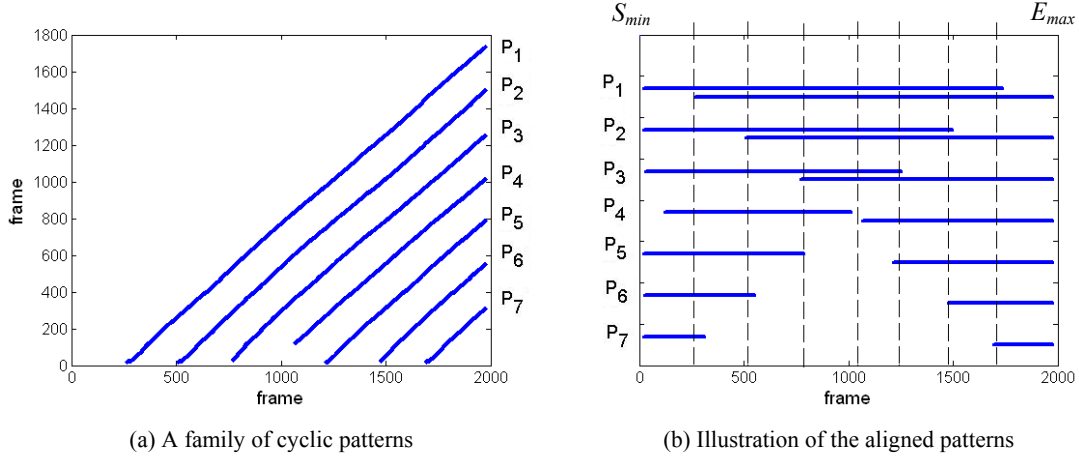 1800
1600
1400
1200
1000
800
600
400
200
0
frame
0 500 1000 1500 2000
frame
P1
P2
P3
P4
P5
P6
P7
(a) A family of cyclic patterns
Smin Emax
P1
P2
P3
P4
P5
P6
P7
0 500 1000 1500 2000
frame
(b) Illustration of the aligned patterns